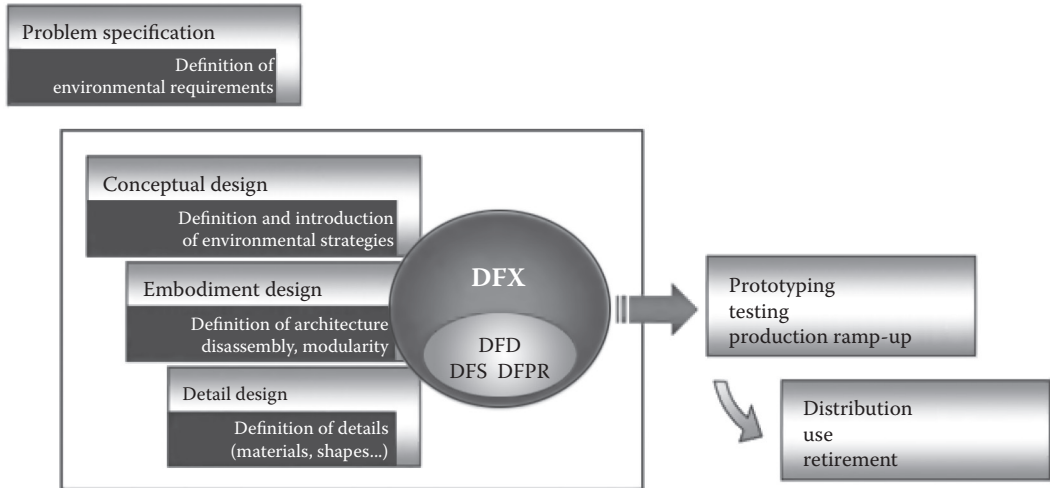 Problem specification
Definition of
environmental requirements
Conceptual design
Definition and introduction
of environmental strategies
Embodiment design
Definition of architecture
disassembly, modularity
Detail design
Definition of details
(materials, shapes...)
DFX
DFD
DFS DFPR
Prototyping
testing
production ramp-up
Distribution
use
retirement